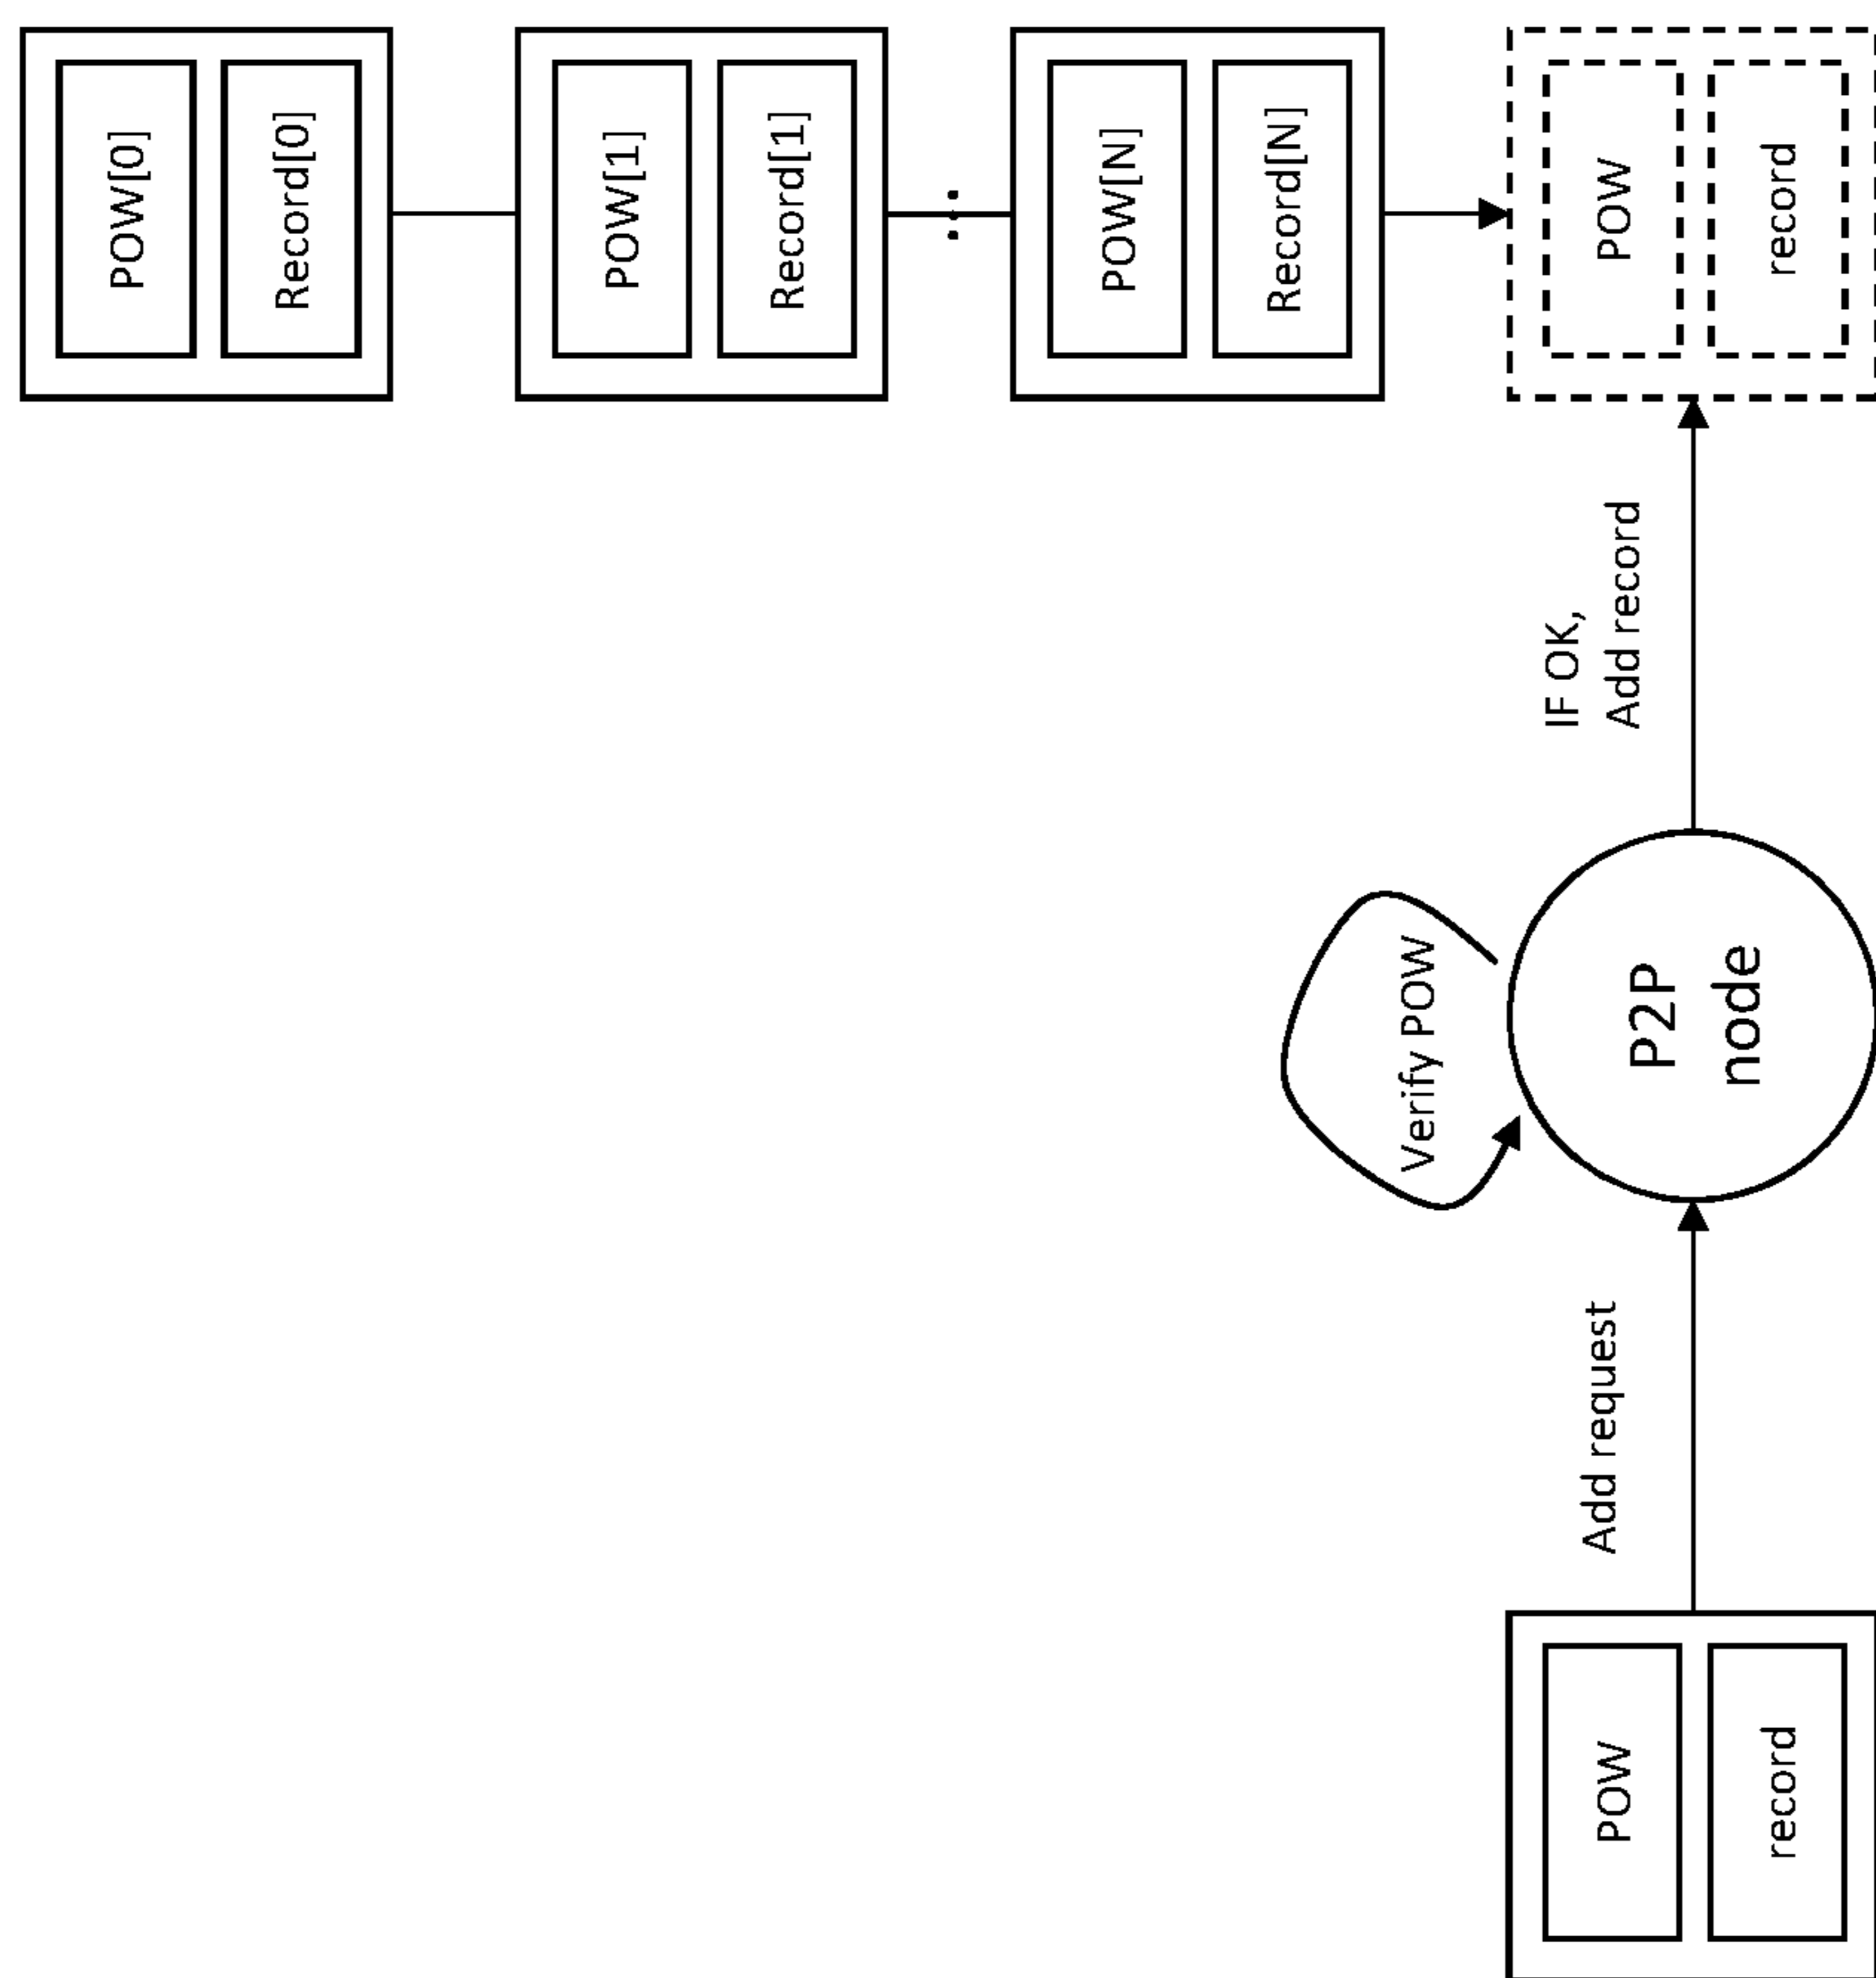 POW[0]
Record[0]
POW[1]
Record[1]
POW[N]
Record[N]
POW
record
Add request
Verify POW
P2P
node
IF OK,
Add record
POW
record